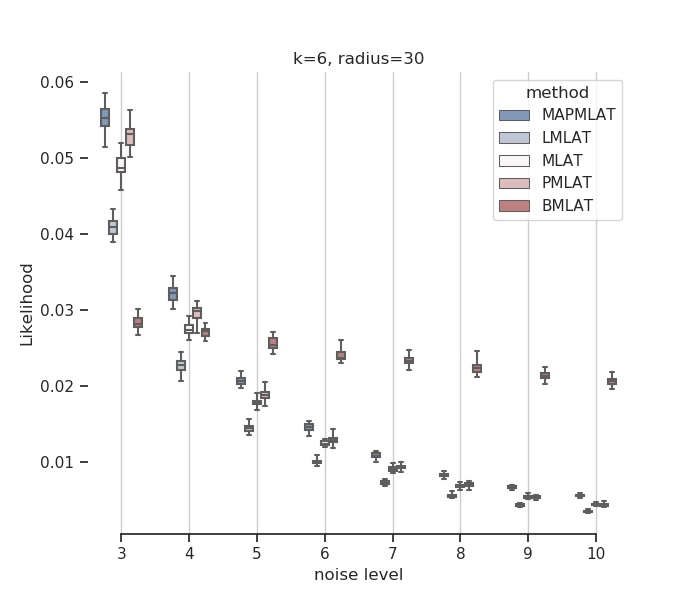 k=6, radius=30
method
MAPMLAT
LMLAT
MLAT
PMLAT
BMLAT
Likelihood
0.06
0.05
0.04
0.03
0.02
0.01
3 4 5 6 7 8 9 10
noise level